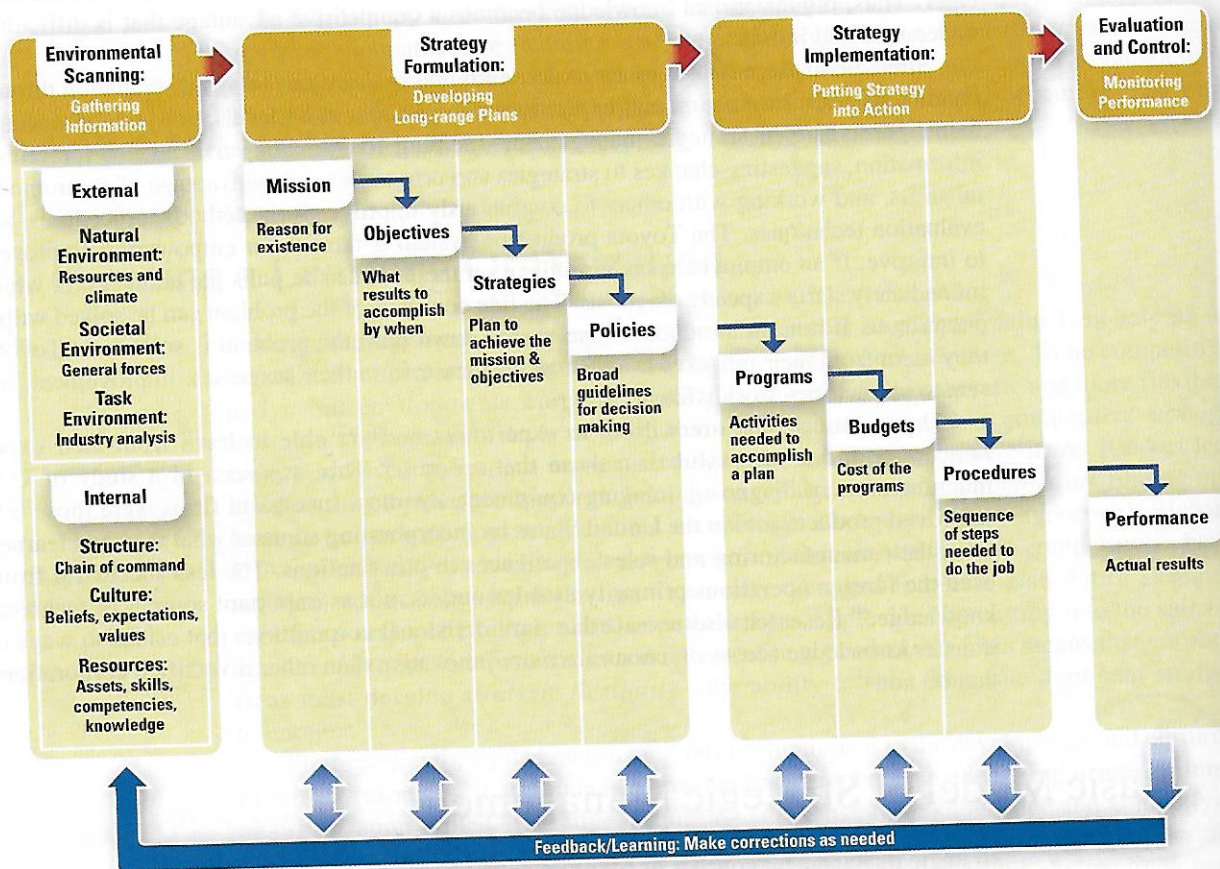 Environmental
Scanning:
Gathering
Information
Strategy
Formulation:
Developing
Long-range Plans
Strategy
Implementation:
Putting Strategy
into Action
Evaluation
and Control:
Monitoring
Performance
External
Natural
Environment:
Resources and
climate
Societal
Environment:
General forces
Task
Environment:
Industry analysis
Internal
Structure:
Chain of command
Culture:
Beliefs, expectations,
values
Resources:
Assets, skills,
competencies,
knowledge
Mission
Reason for
existence
Objectives
What
results to
accomplish
by when
Strategies
Plan to
achieve the
mission &
objectives
Policies
Broad
guidelines
for decision
making
Programs
Activities
needed to
accomplish
a plan
Budgets
Cost of the
programs
Procedures
Sequence
of steps
needed to
do the job
Performance
Actual results
Feedback/Learning: Make corrections as needed